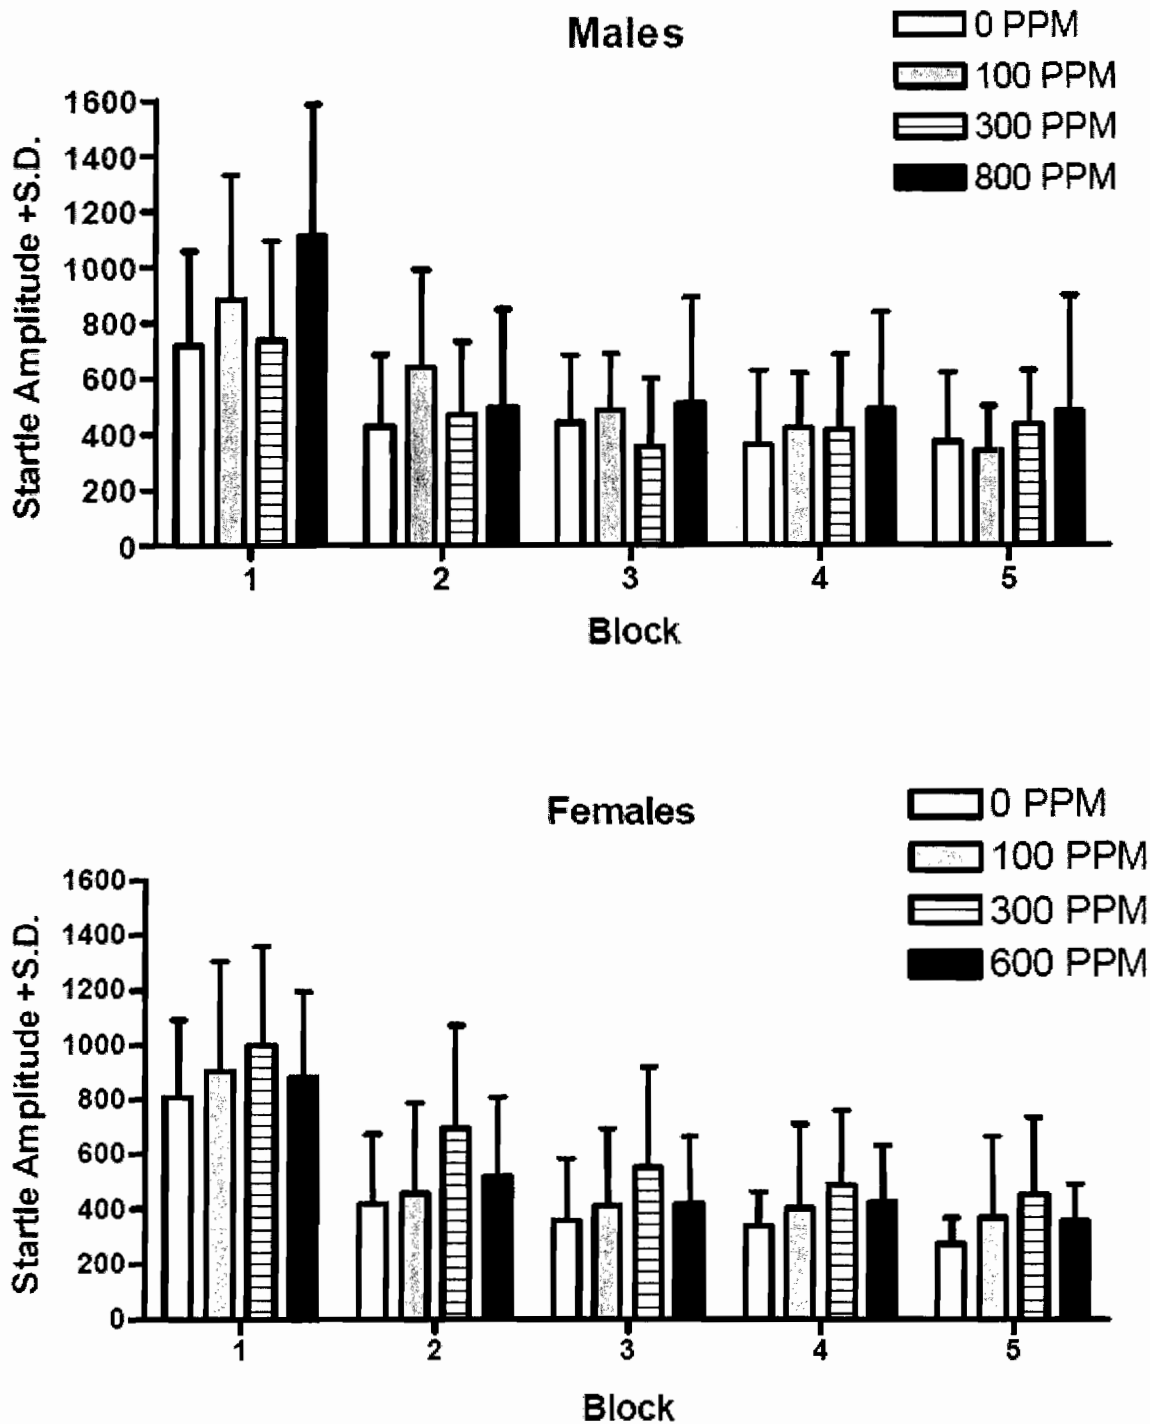 Males
0 PPM
100 PPM
300 PPM
800 PPM
Startle Amplitude +S.D.
1600
1400
1200
1000
800
600
400
200
0
1 2 3 4 5
Block
Females
0 PPM
100 PPM
300 PPM
600 PPM
Startle Amplitude +S.D.
1600
1400
1200
1000
800
600
400
200
0
1 2 3 4 5
Block